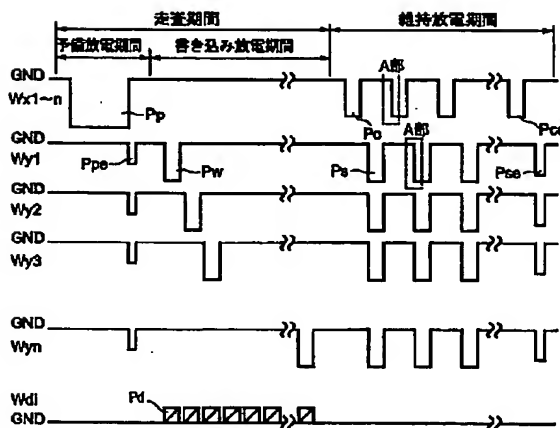 走査期間
維持放電期間
予備放電期間
書き込み放電期間
GND
Wx1~n
Pp
A部
Pc
Pce
GND
Wy1
Ppe
Pw
A部
Ps
Pse
GND
Wy2
GND
Wy3
GND
Wyn
Wdi
GND
Pd